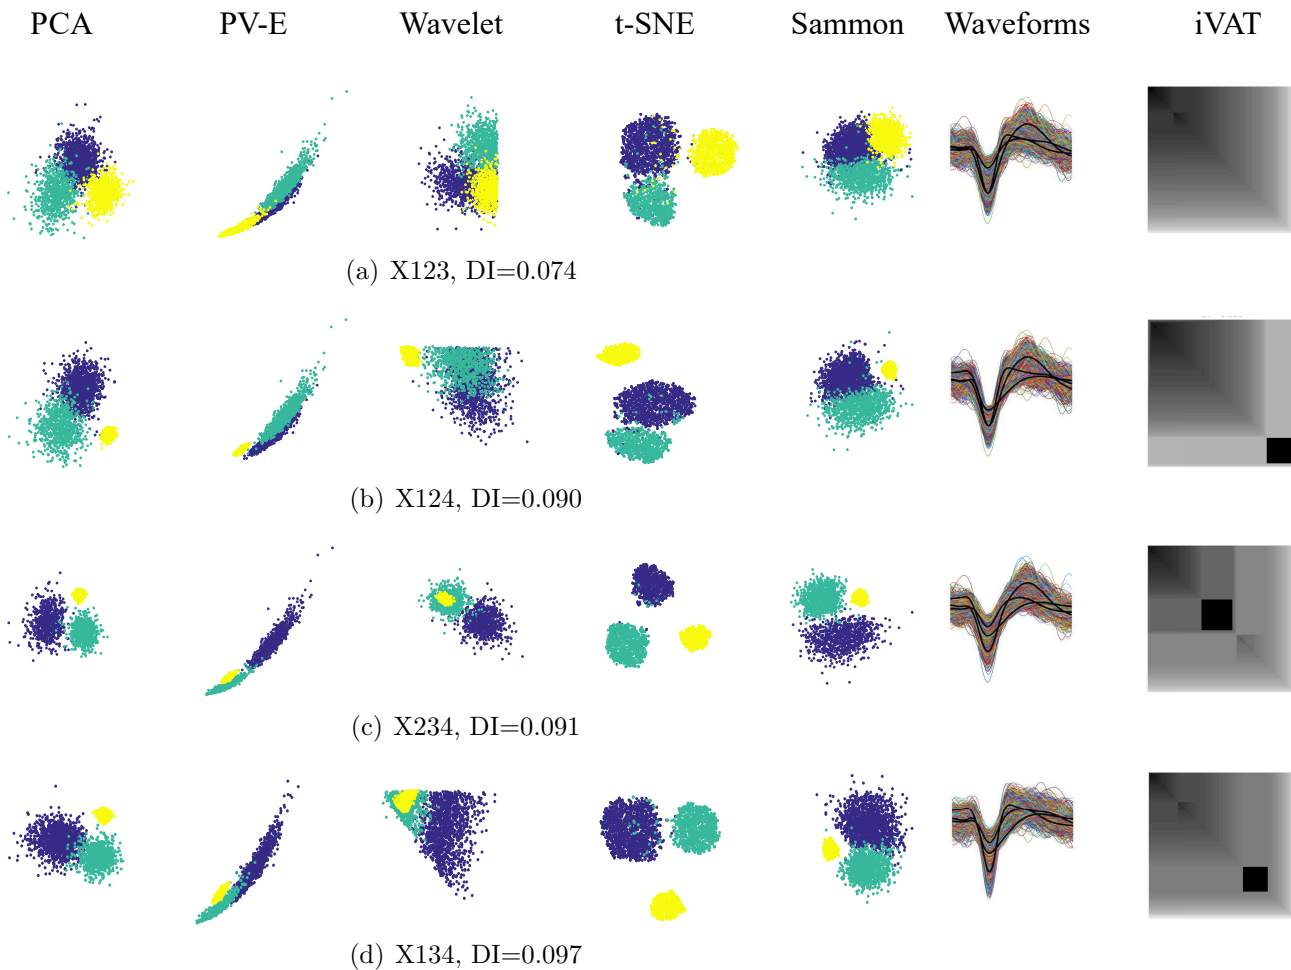 PCA PV-E Wavelet t-SNE Sammon Waveforms iVAT
(a) X123, DI=0.074
(b) X124, DI=0.090
(c) X234, DI=0.091
(d) X134, DI=0.097